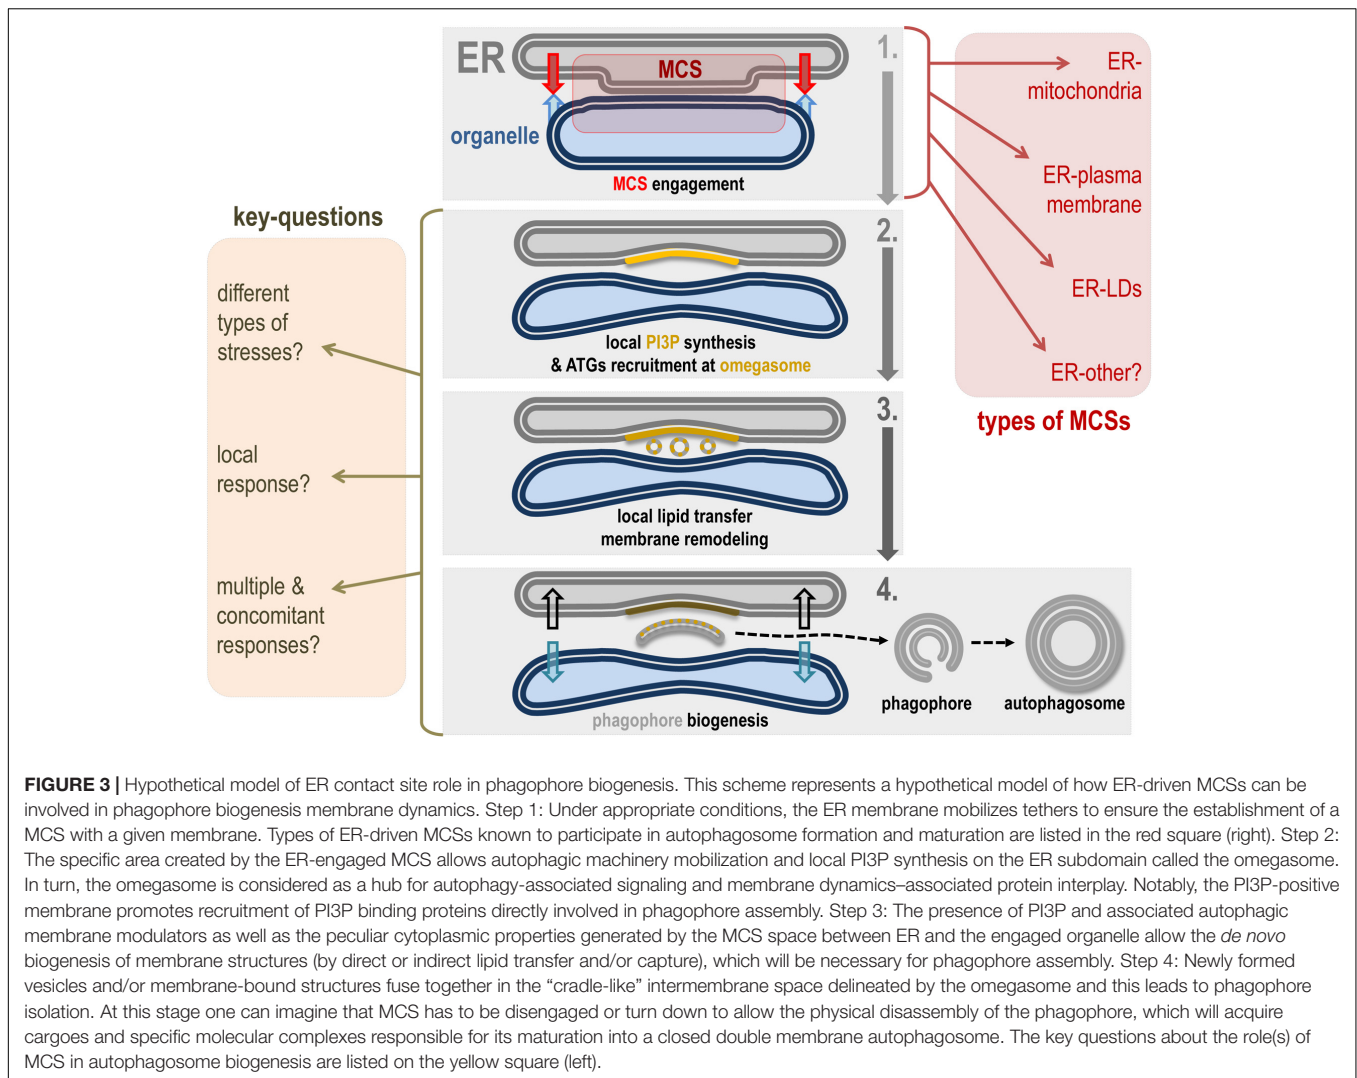 ER
MCS
organelle
MCS engagement
1.
ER-
mitochondria
ER-plasma
membrane
ER-LDs
ER-other?
types of MCSs
key-questions
different
types of
stresses?
local
response?
multiple &
concomitant
responses?
2.
local PI3P synthesis
& ATGs recruitment at omegasome
3.
local lipid transfer
membrane remodeling
4.
phagophore biogenesis
phagophore
autophagosome
FIGURE 3 | Hypothetical model of ER contact site role in phagophore biogenesis. This scheme represents a hypothetical model of how ER-driven MCSs can be
involved in phagophore biogenesis membrane dynamics. Step 1: Under appropriate conditions, the ER membrane mobilizes tethers to ensure the establishment of a
MCS with a given membrane. Types of ER-driven MCSs known to participate in autophagosome formation and maturation are listed in the red square (right). Step 2:
The specific area created by the ER-engaged MCS allows autophagic machinery mobilization and local PI3P synthesis on the ER subdomain called the omegasome.
In turn, the omegasome is considered as a hub for autophagy-associated signaling and membrane dynamics–associated protein interplay. Notably, the PI3P-positive
membrane promotes recruitment of PI3P binding proteins directly involved in phagophore assembly. Step 3: The presence of PI3P and associated autophagic
membrane modulators as well as the peculiar cytoplasmic properties generated by the MCS space between ER and the engaged organelle allow the de novo
biogenesis of membrane structures (by direct or indirect lipid transfer and/or capture), which will be necessary for phagophore assembly. Step 4: Newly formed
vesicles and/or membrane-bound structures fuse together in the “cradle-like” intermembrane space delineated by the omegasome and this leads to phagophore
isolation. At this stage one can imagine that MCS has to be disengaged or turn down to allow the physical disassembly of the phagophore, which will acquire
cargoes and specific molecular complexes responsible for its maturation into a closed double membrane autophagosome. The key questions about the role(s) of
MCS in autophagosome biogenesis are listed on the yellow square (left).